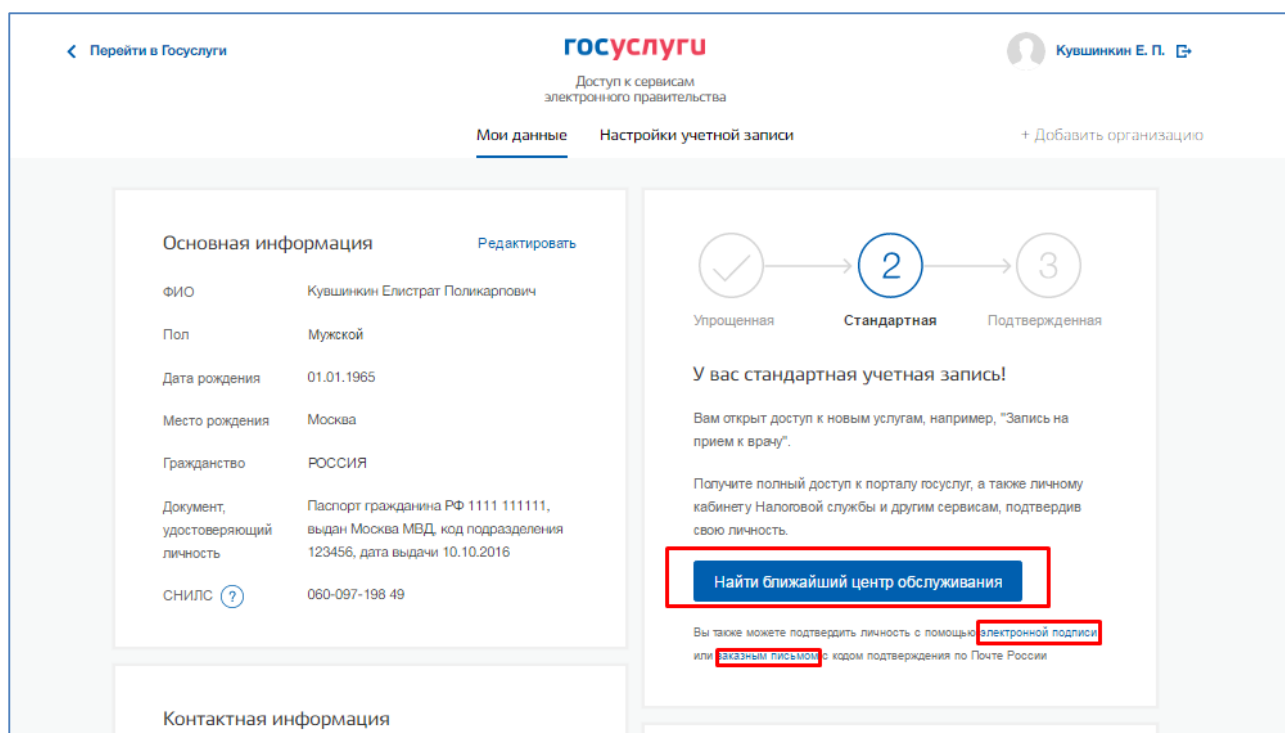 Перейти в Госуслуги
госуслуги
Кувшинкин Е. П.
Доступ к сервисам
электронного правительства
Мои данные
Настройки учетной записи
+ Добавить организацию
Основная информация
Редактировать
ФИО
Кувшинкин Елистрат Поликарпович
Пол
Мужской
Дата рождения
01.01.1965
Место рождения
Москва
Гражданство
РОССИЯ
Документ,
удостоверяющий
личность
Паспорт гражданина РФ 1111 111111,
выдан Москва МВД, код подразделения
123456, дата выдачи 10.10.2016
СНИЛС ?
060-097-198 49
Контактная информация
2
3
Упрощенная
Стандартная
Подтвержденная
У вас стандартная учетная запись!
Вам открыт доступ к новым услугам, например, "Запись на
прием к врачу".
Получите полный доступ к порталу госуслуг, а также личному
кабинету Налоговой службы и другим сервисам, подтвердив
свою личность.
Найти ближайший центр обслуживания
Вы также можете подтвердить личность с помощью электронной подписи
или заказным письмом с кодом подтверждения по Почте России